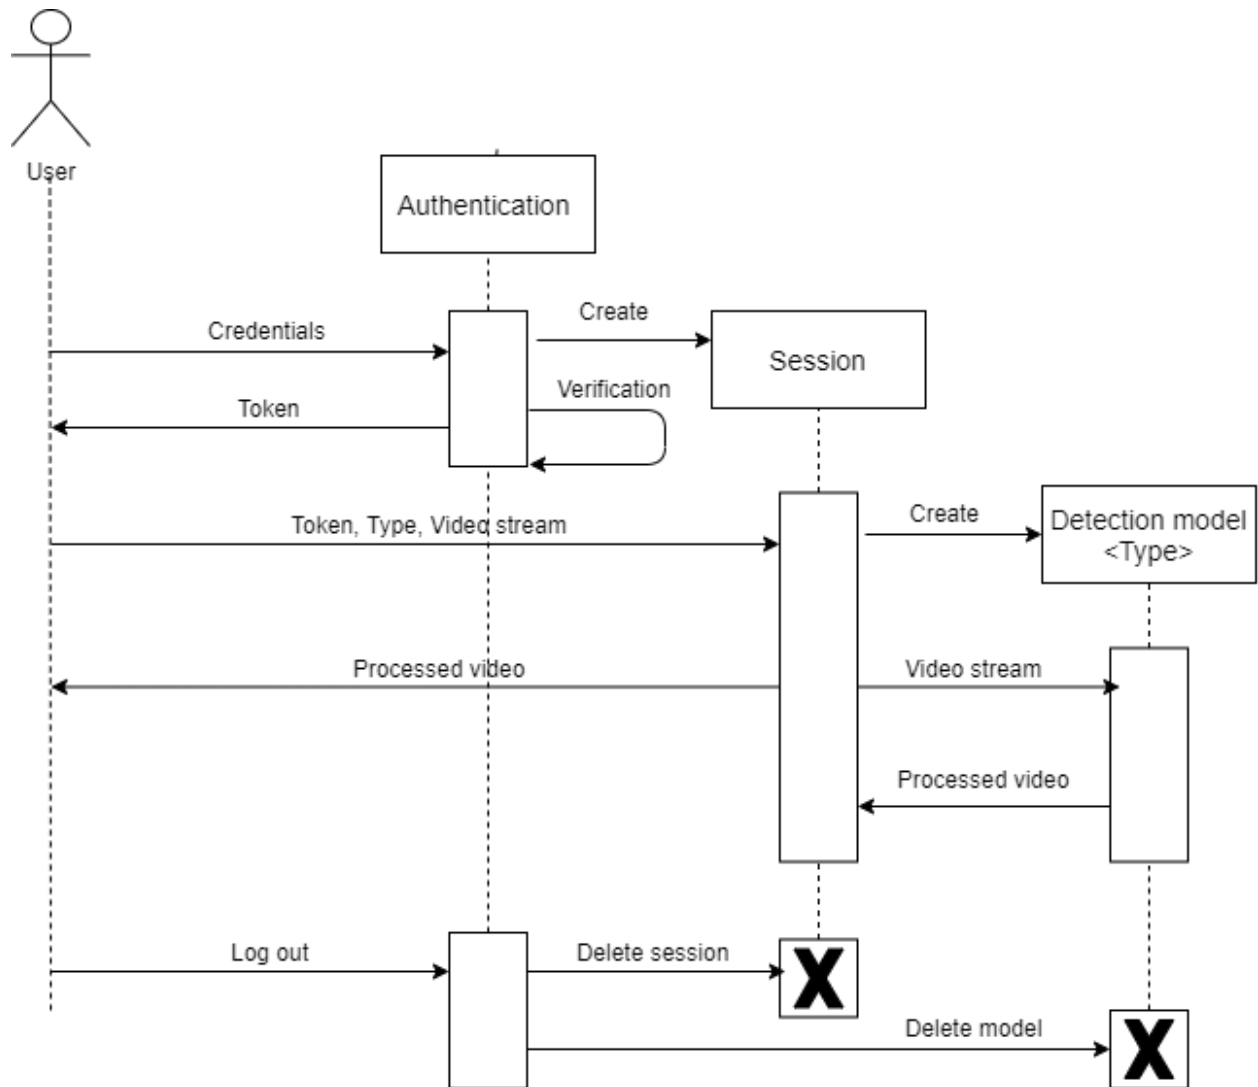 User
Authentication
Create
Credentials
Session
Verification
Token
Token, Type, Video stream
Create
Detection model
<Type>
Processed video
Video stream
Processed video
Log out
Delete session
X
Delete model
X